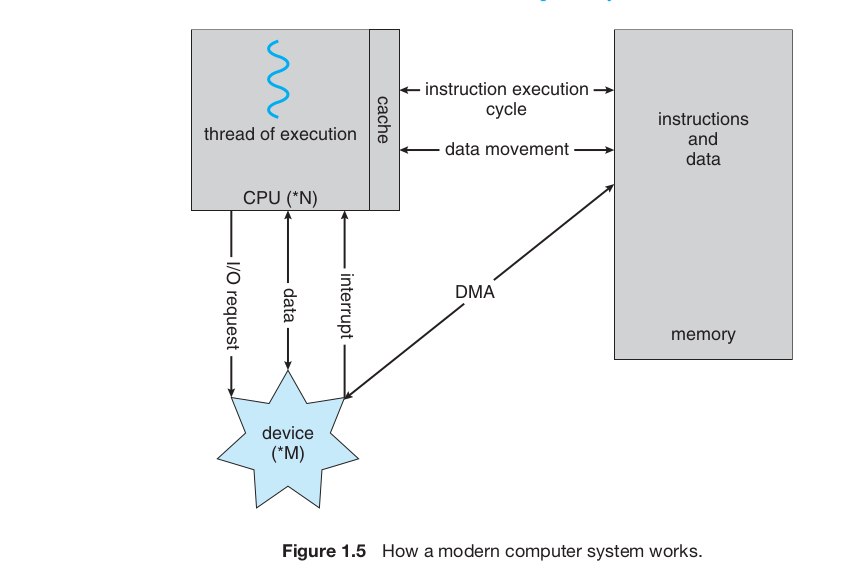 thread of execution
CPU (*N)
cache
instruction execution
cycle
data movement
instructions
and
data
memory
I/O request
data
interrupt
DMA
device
(*M)
Figure 1.5 How a modern computer system works.